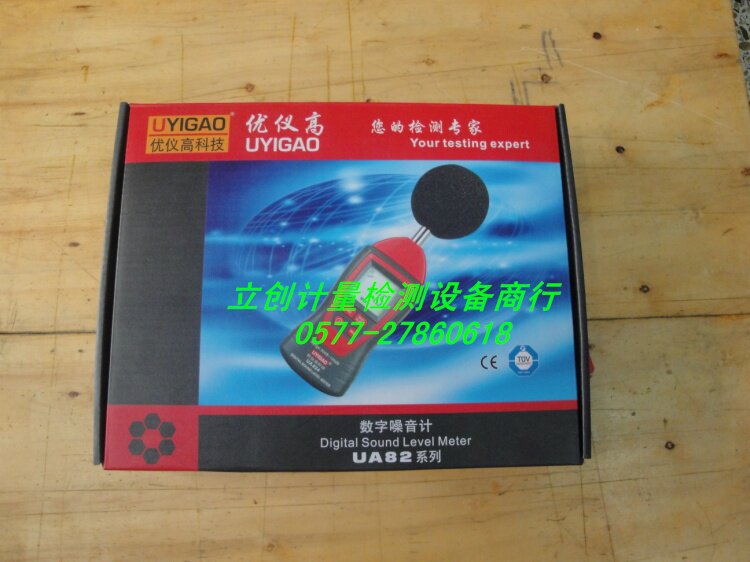 UYIGAO®
优仪高科技
优仪高
UYIGAO
您的检测专家
Your testing expert
立创计量检测设备商行
0577-27860618
UYIGAO
CE
TÜV
数字噪音计
Digital Sound Level Meter
UA82系列